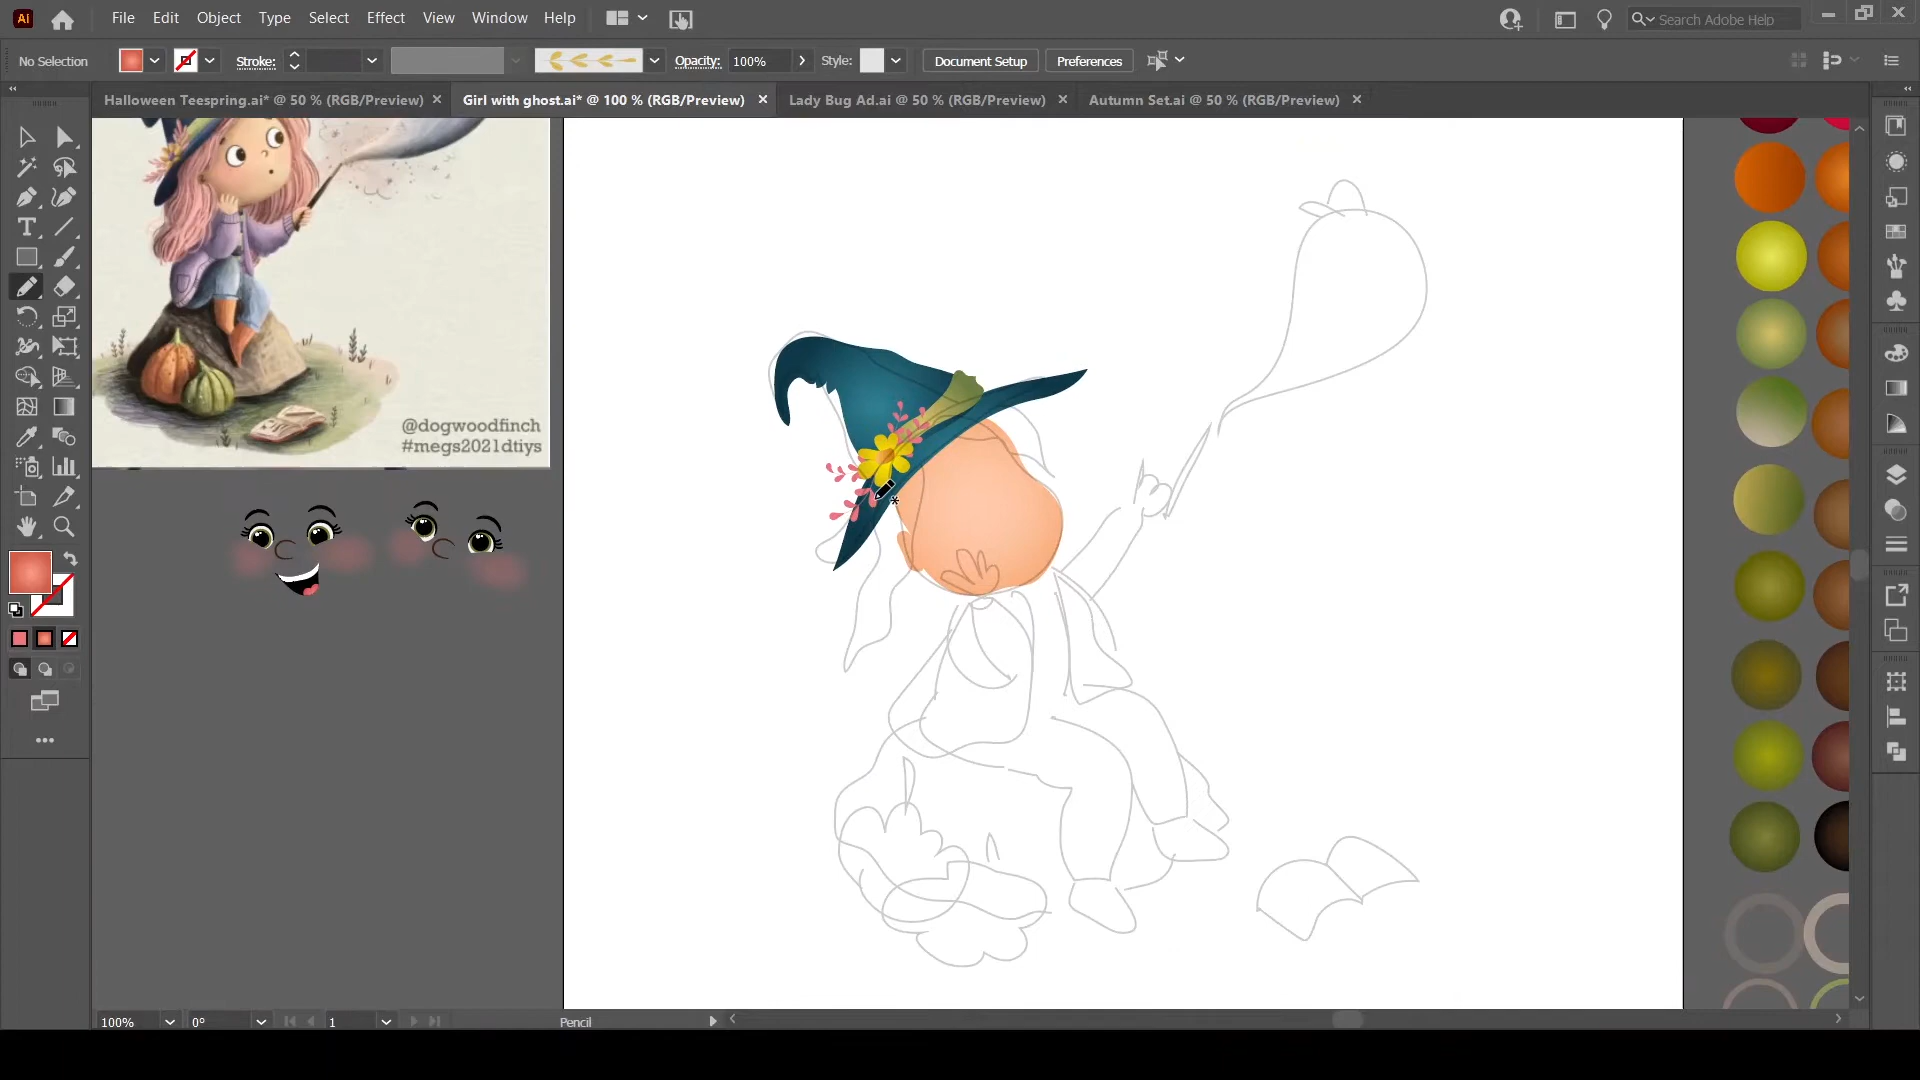 Ai File Edit Object Type Select Effect View Window Help Search Adobe Help
No Selection Stroke: Opacity: 100% Style: Document Setup Preferences
Halloween Teespring.ai* @ 50 % (RGB/Preview) Girl with ghost.ai* @ 100 % (RGB/Preview) Lady Bug Ad.ai @ 50 % (RGB/Preview) Autumn Set.ai @ 50 % (RGB/Preview)
@dogwoodfinch
#megs2021dtiys
100% 0° 1 Pencil